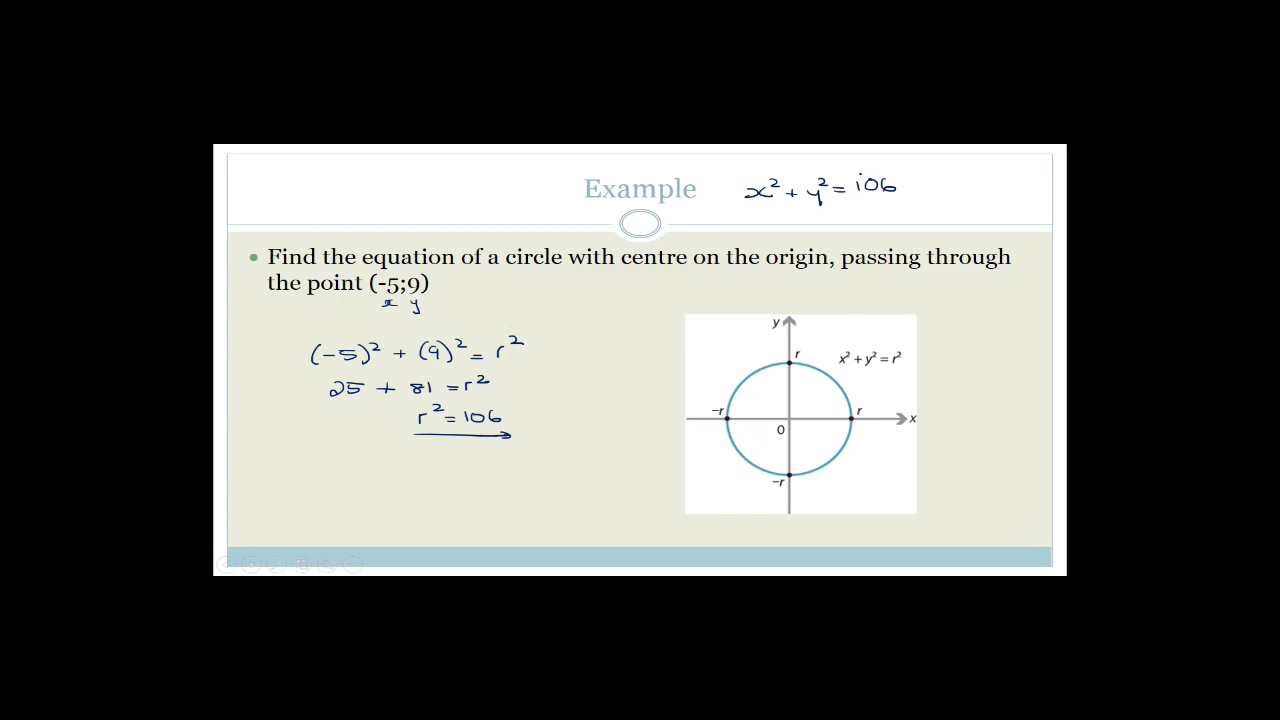 Example
x² + y² = 106
• Find the equation of a circle with centre on the origin, passing through
the point (-5;9)
x y
(-5)² + (9)² = r²
25 + 81 = r²
r² = 106
y
r
x² + y² = r²
-r
r
x
0
-r